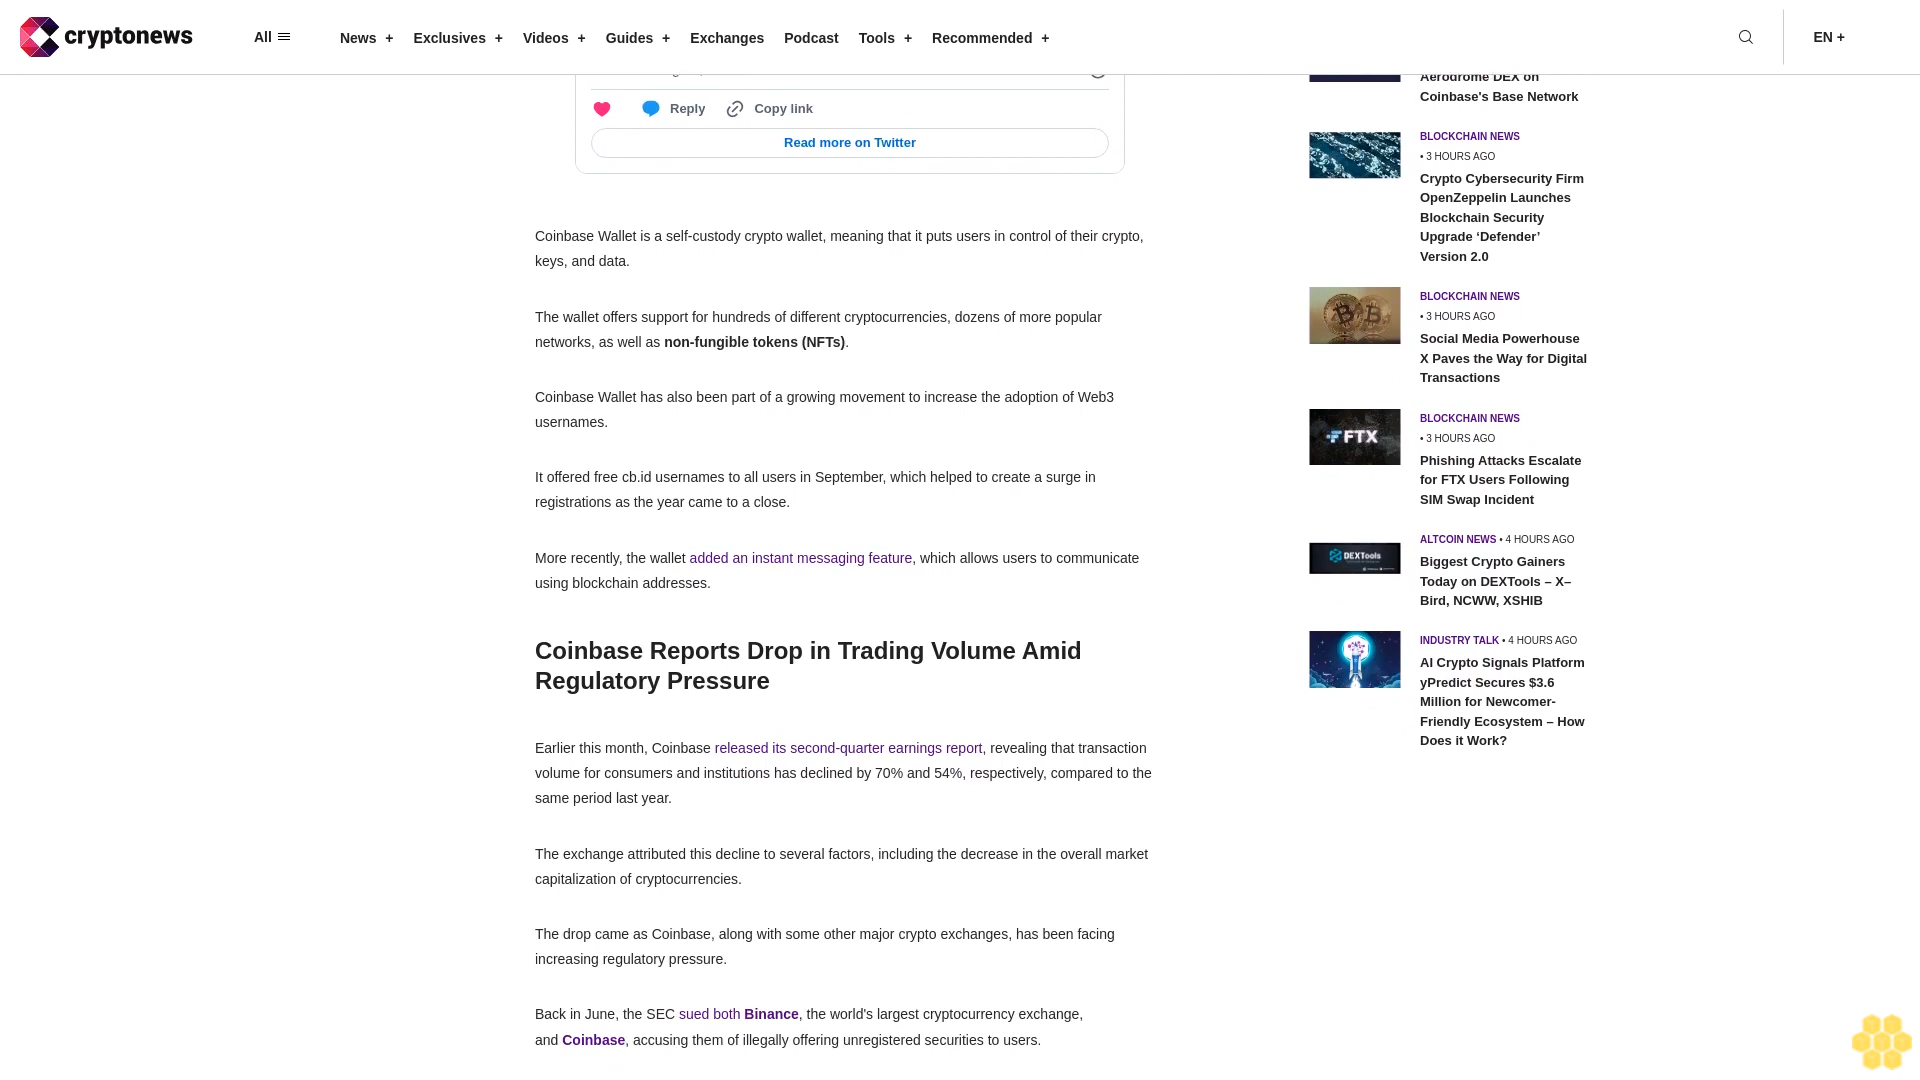 cryptonews
All
News +
Exclusives +
Videos +
Guides +
Exchanges
Podcast
Tools +
Recommended +
EN +
Reply
Copy link
Read more on Twitter
Coinbase Wallet is a self-custody crypto wallet, meaning that it puts users in control of their crypto,
keys, and data.
The wallet offers support for hundreds of different cryptocurrencies, dozens of more popular
networks, as well as non-fungible tokens (NFTs).
Coinbase Wallet has also been part of a growing movement to increase the adoption of Web3
usernames.
It offered free cb.id usernames to all users in September, which helped to create a surge in
registrations as the year came to a close.
More recently, the wallet added an instant messaging feature, which allows users to communicate
using blockchain addresses.
Coinbase Reports Drop in Trading Volume Amid
Regulatory Pressure
Earlier this month, Coinbase released its second-quarter earnings report, revealing that transaction
volume for consumers and institutions has declined by 70% and 54%, respectively, compared to the
same period last year.
The exchange attributed this decline to several factors, including the decrease in the overall market
capitalization of cryptocurrencies.
The drop came as Coinbase, along with some other major crypto exchanges, has been facing
increasing regulatory pressure.
Back in June, the SEC sued both Binance, the world's largest cryptocurrency exchange,
and Coinbase, accusing them of illegally offering unregistered securities to users.
Aerodrome DEX on
Coinbase's Base Network
BLOCKCHAIN NEWS
• 3 HOURS AGO
Crypto Cybersecurity Firm
OpenZeppelin Launches
Blockchain Security
Upgrade ‘Defender’
Version 2.0
BLOCKCHAIN NEWS
• 3 HOURS AGO
Social Media Powerhouse
X Paves the Way for Digital
Transactions
FTX
BLOCKCHAIN NEWS
• 3 HOURS AGO
Phishing Attacks Escalate
for FTX Users Following
SIM Swap Incident
DEXTools
ALTCOIN NEWS • 4 HOURS AGO
Biggest Crypto Gainers
Today on DEXTools – X–
Bird, NCWW, XSHIB
INDUSTRY TALK • 4 HOURS AGO
AI Crypto Signals Platform
yPredict Secures $3.6
Million for Newcomer-
Friendly Ecosystem – How
Does it Work?